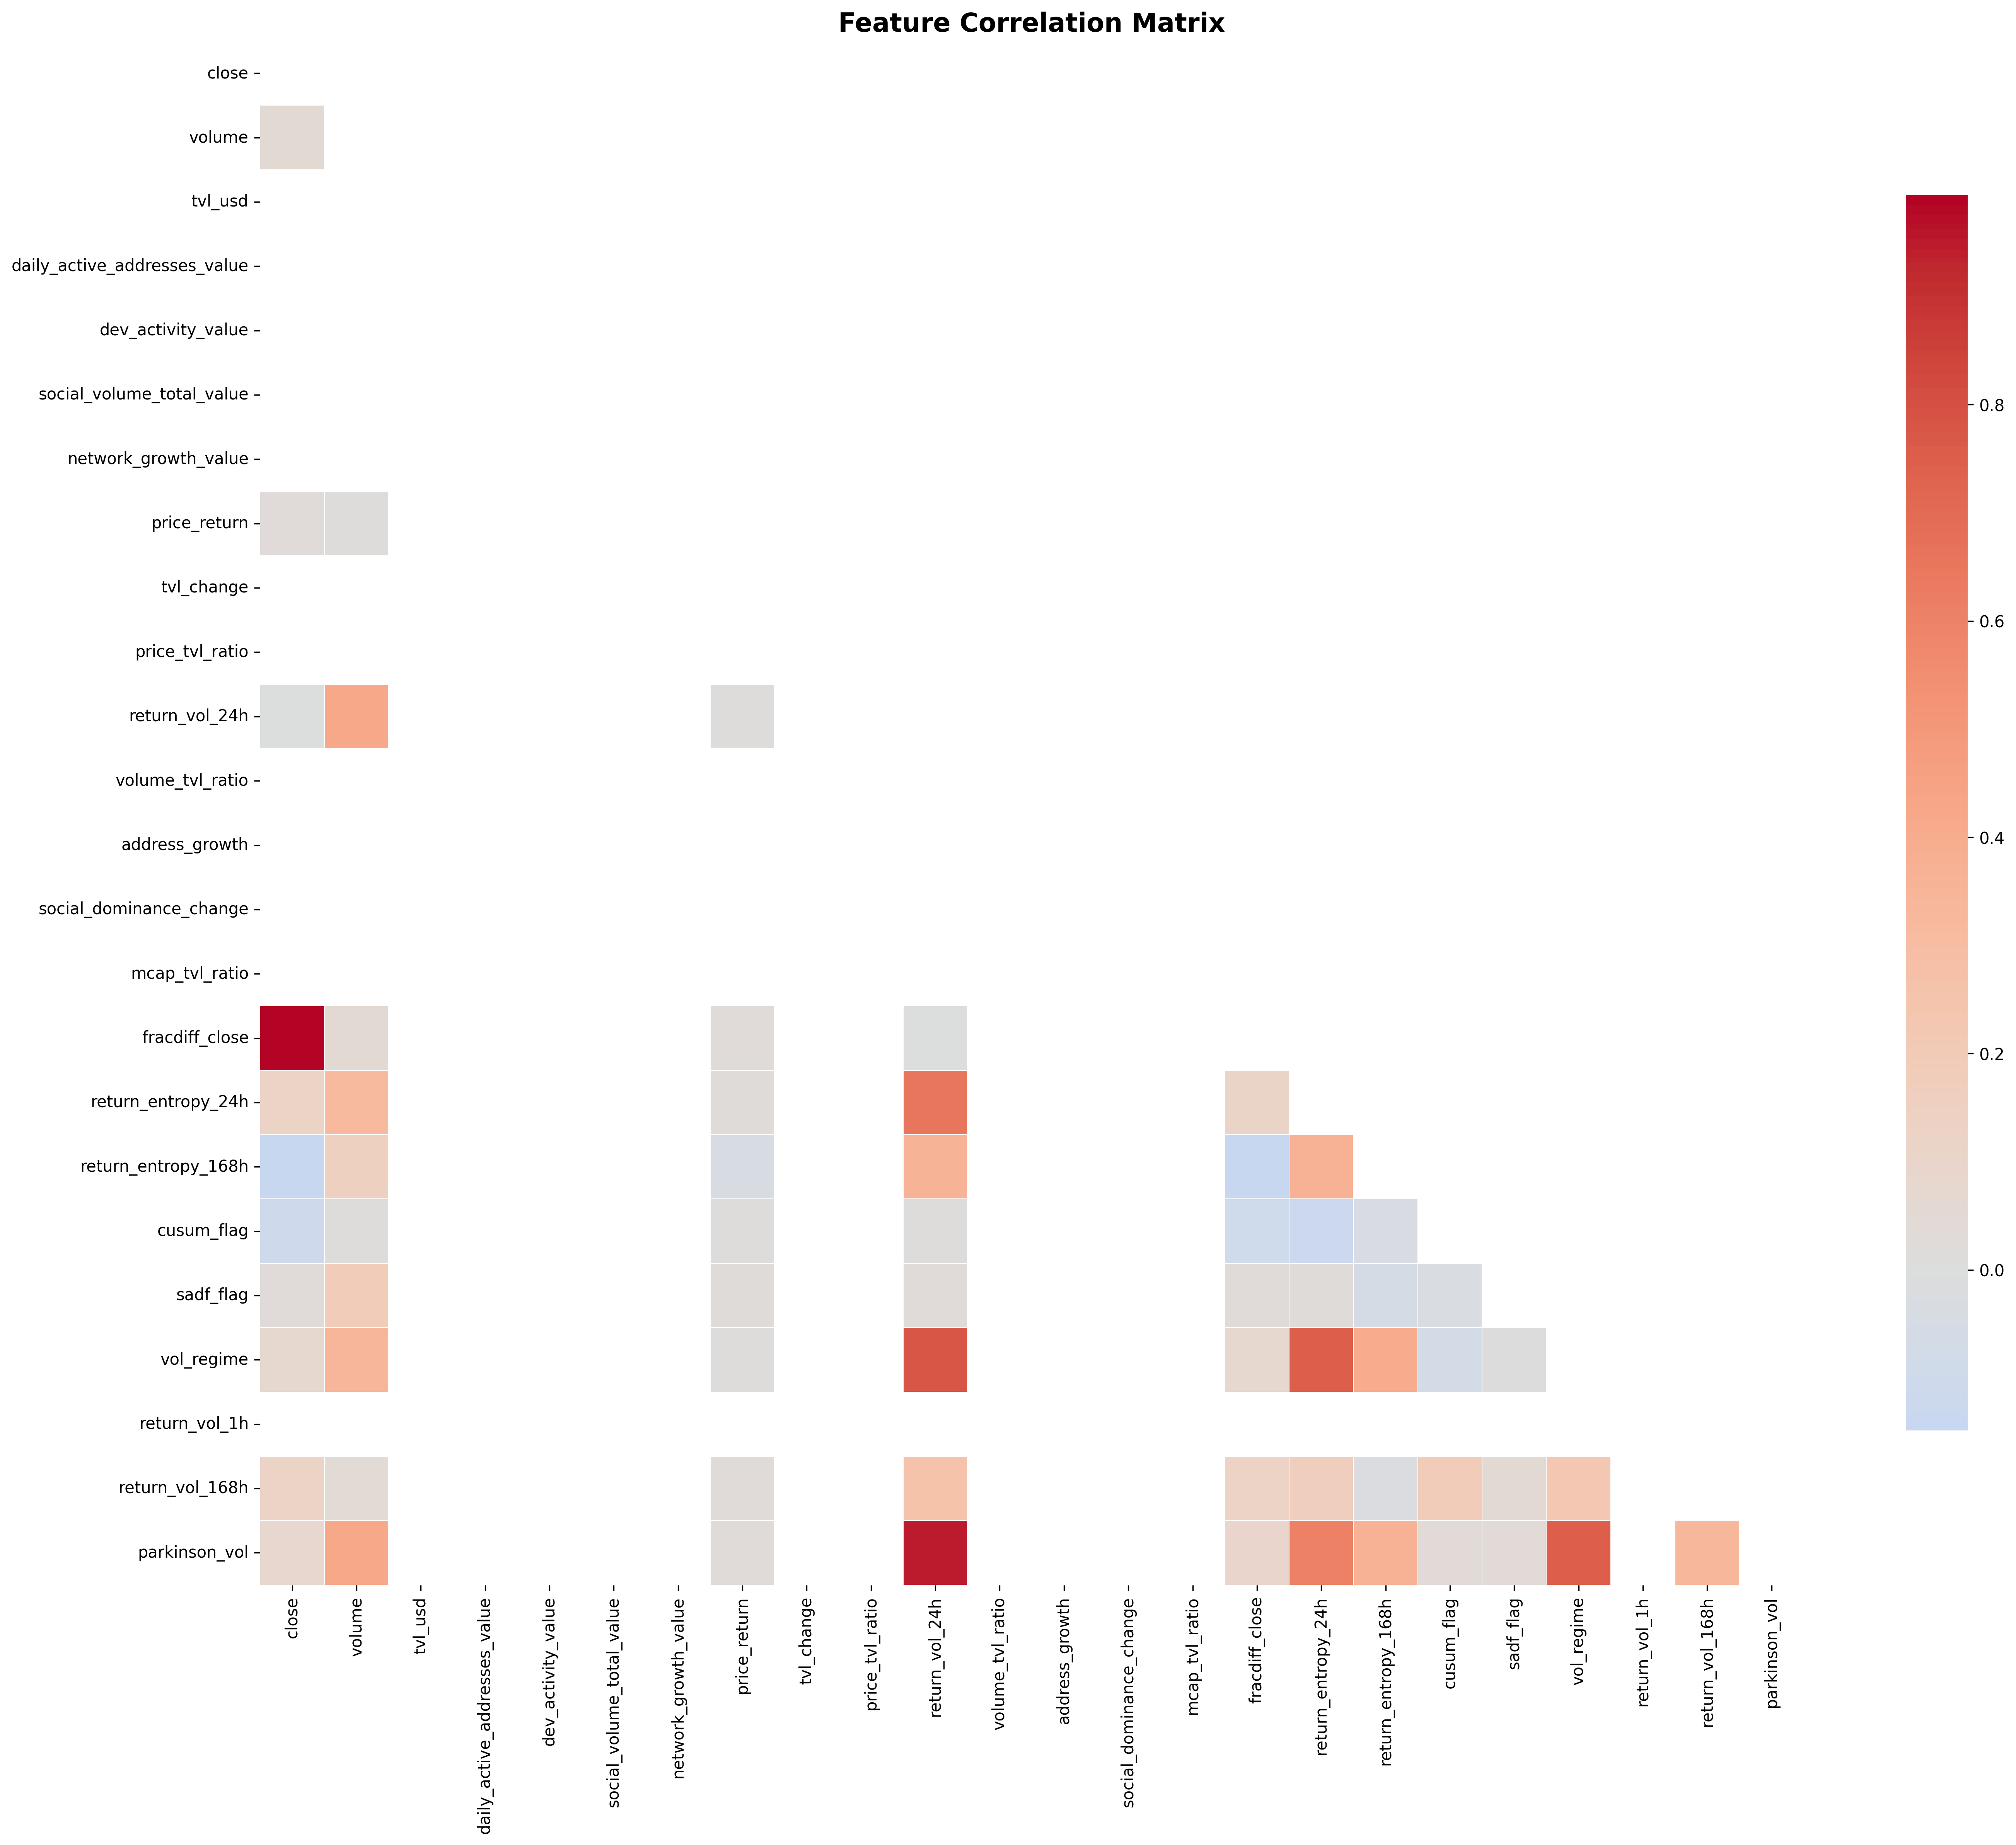 Feature Correlation Matrix
close
volume
tvl_usd
daily_active_addresses_value
dev_activity_value
social_volume_total_value
network_growth_value
price_return
tvl_change
price_tvl_ratio
return_vol_24h
volume_tvl_ratio
address_growth
social_dominance_change
mcap_tvl_ratio
fracdiff_close
return_entropy_24h
return_entropy_168h
cusum_flag
sadf_flag
vol_regime
return_vol_1h
return_vol_168h
parkinson_vol
close
volume
tvl_usd
daily_active_addresses_value
dev_activity_value
social_volume_total_value
network_growth_value
price_return
tvl_change
price_tvl_ratio
return_vol_24h
volume_tvl_ratio
address_growth
social_dominance_change
mcap_tvl_ratio
fracdiff_close
return_entropy_24h
return_entropy_168h
cusum_flag
sadf_flag
vol_regime
return_vol_1h
return_vol_168h
parkinson_vol
0.8
0.6
0.4
0.2
0.0